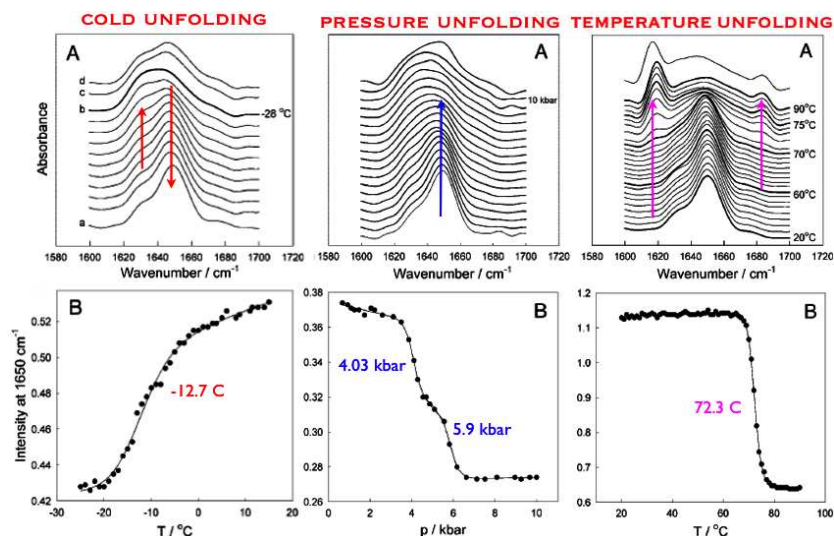 COLD UNFOLDING
PRESSURE UNFOLDING
TEMPERATURE UNFOLDING
A
d
c
b
a
-28 °C
Absorbance
1580 1600 1620 1640 1660 1680 1700 1720
Wavenumber / cm⁻¹
A
10 kbar
1580 1600 1620 1640 1660 1680 1700 1720
Wavenumber / cm⁻¹
A
90°C
75°C
70°C
60°C
20°C
1580 1600 1620 1640 1660 1680 1700 1720
Wavenumber / cm⁻¹
B
0.52
0.49
0.46
0.43
0.42
-12.7 C
Intensity at 1650 cm⁻¹
-30 -20 -10 0 10 20
T / °C
B
0.38
0.36
0.34
0.32
0.30
0.28
0.26
4.03 kbar
5.9 kbar
0 2 4 6 8 10
p / kbar
B
1.2
1.1
1.0
0.9
0.8
0.7
0.6
72.3 C
20 40 60 80 100
T / °C